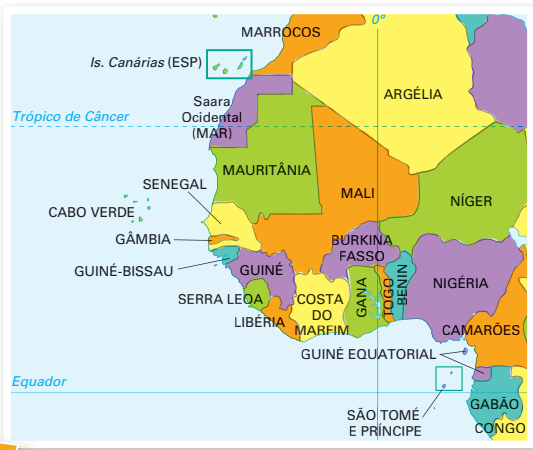 0º
MARROCOS
Is. Canárias (ESP)
ARGÉLIA
Saara
Ocidental
(MAR)
Trópico de Câncer
MAURITÂNIA
SENEGAL
MALI
NÍGER
CABO VERDE
GÂMBIA
BURKINA
FASSO
GUINÉ-BISSAU
GUINÉ
NIGÉRIA
SERRA LEOA
COSTA
DO
MARFIM
GANA
TOGO
BENIN
LIBÉRIA
CAMARÕES
GUINÉ EQUATORIAL
Equador
GABÃO
SÃO TOMÉ
E PRÍNCIPE
CONGO